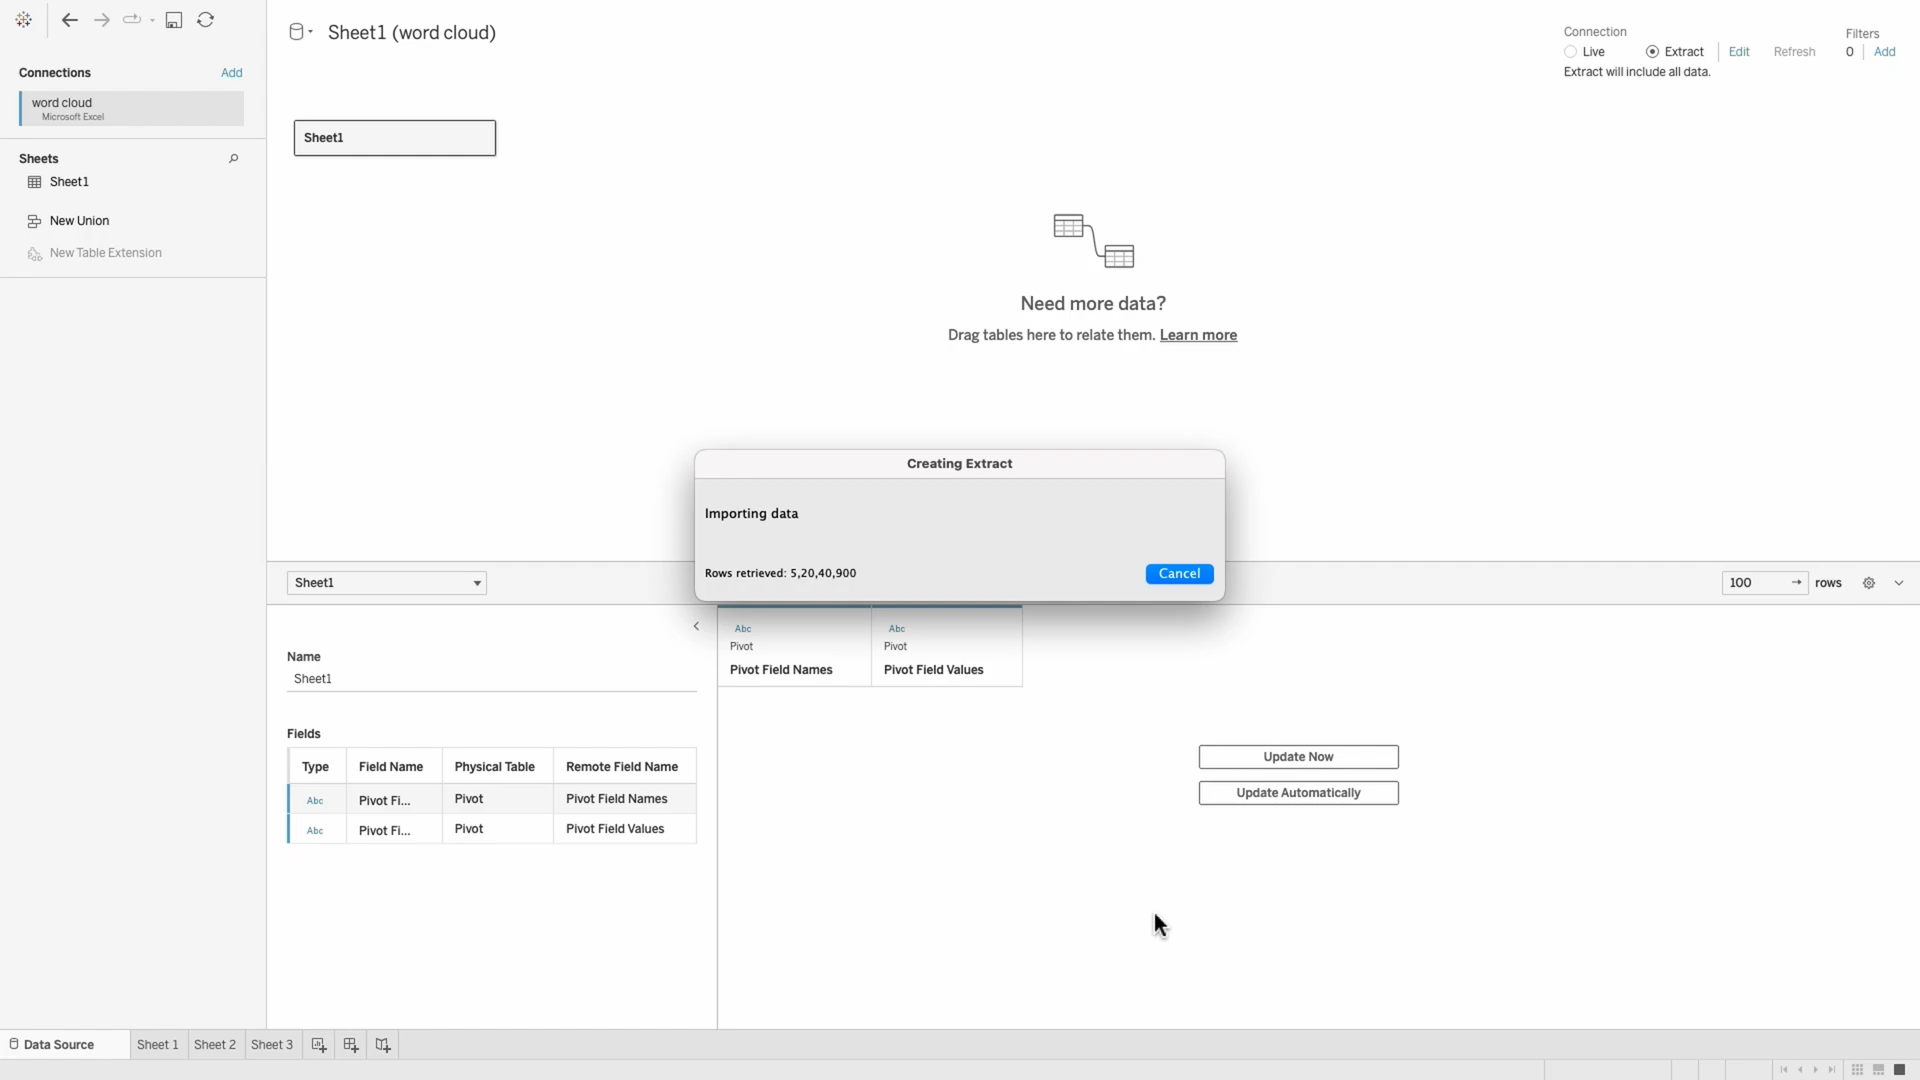 Sheet1 (word cloud)
Connection
Live
Extract
Edit
Refresh
Extract will include all data.
Filters
0
Add
Connections
Add
word cloud
Microsoft Excel
Sheets
Sheet1
New Union
New Table Extension
Sheet1
Need more data?
Drag tables here to relate them. Learn more
Creating Extract
Importing data
Rows retrieved: 5,20,40,900
Cancel
Sheet1
100
rows
Name
Sheet1
Fields
Type Field Name Physical Table Remote Field Name
Abc Pivot Fi... Pivot Pivot Field Names
Abc Pivot Fi... Pivot Pivot Field Values
Abc
Pivot
Pivot Field Names
Abc
Pivot
Pivot Field Values
Update Now
Update Automatically
Data Source
Sheet 1
Sheet 2
Sheet 3